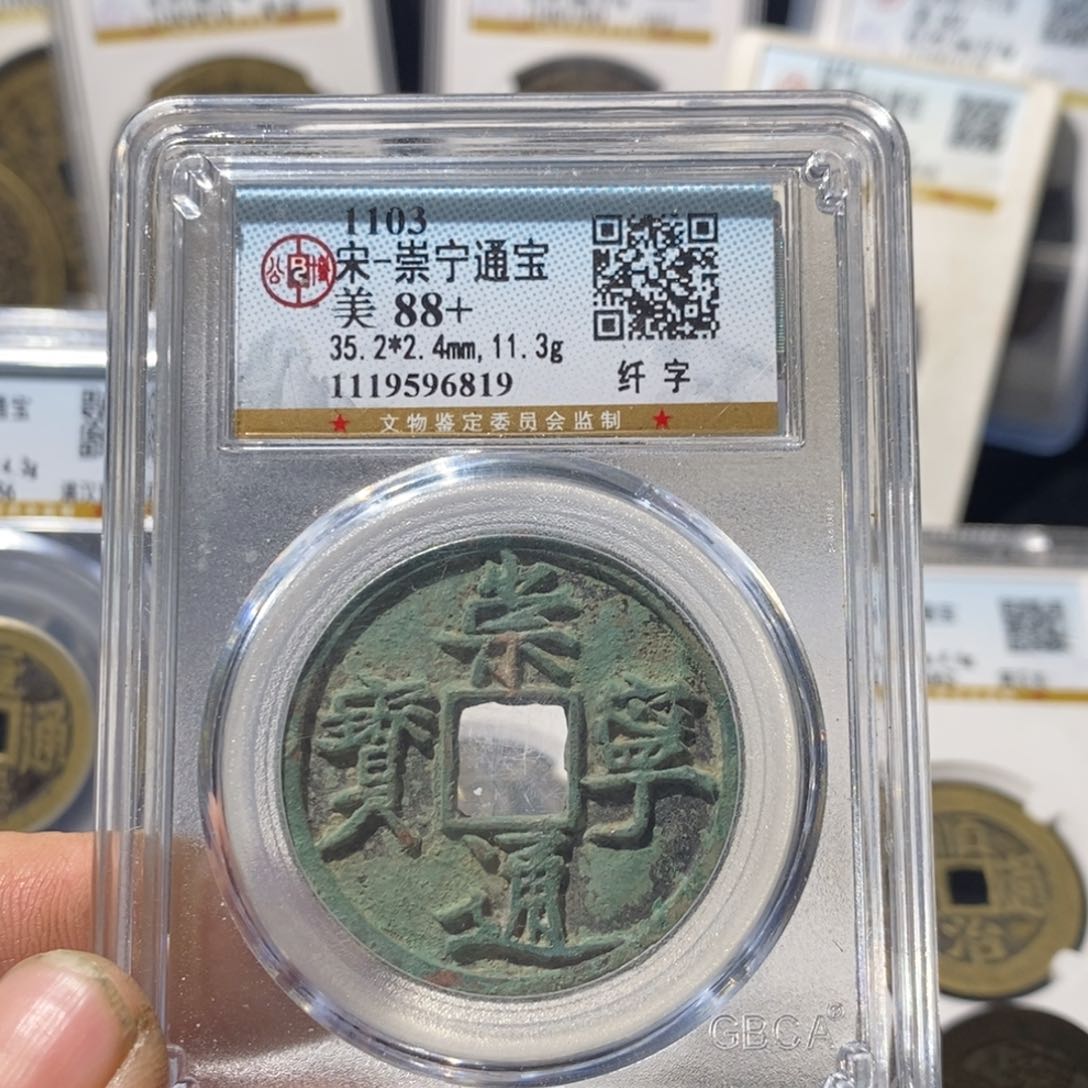 1103
宋-崇宁通宝
美 88+
35.2*2.4mm, 11.3g
1119596819
纤字
★ 文物鉴定委员会监制 ★
崇
寧
通
寶
GBCA